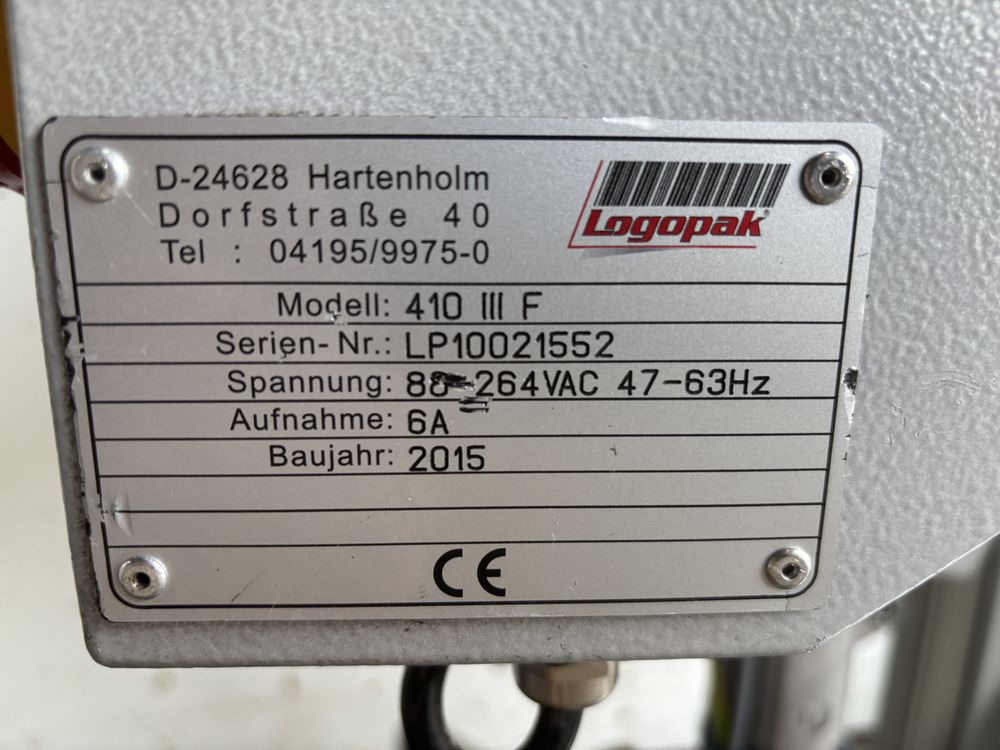 D-24628 Hartenholm
Dorfstraße 40
Tel : 04195/9975-0
Logopak®
Modell: 410 III F
Serien- Nr.: LP10021552
Spannung: 88-264VAC 47-63Hz
Aufnahme: 6A
Baujahr: 2015
CE